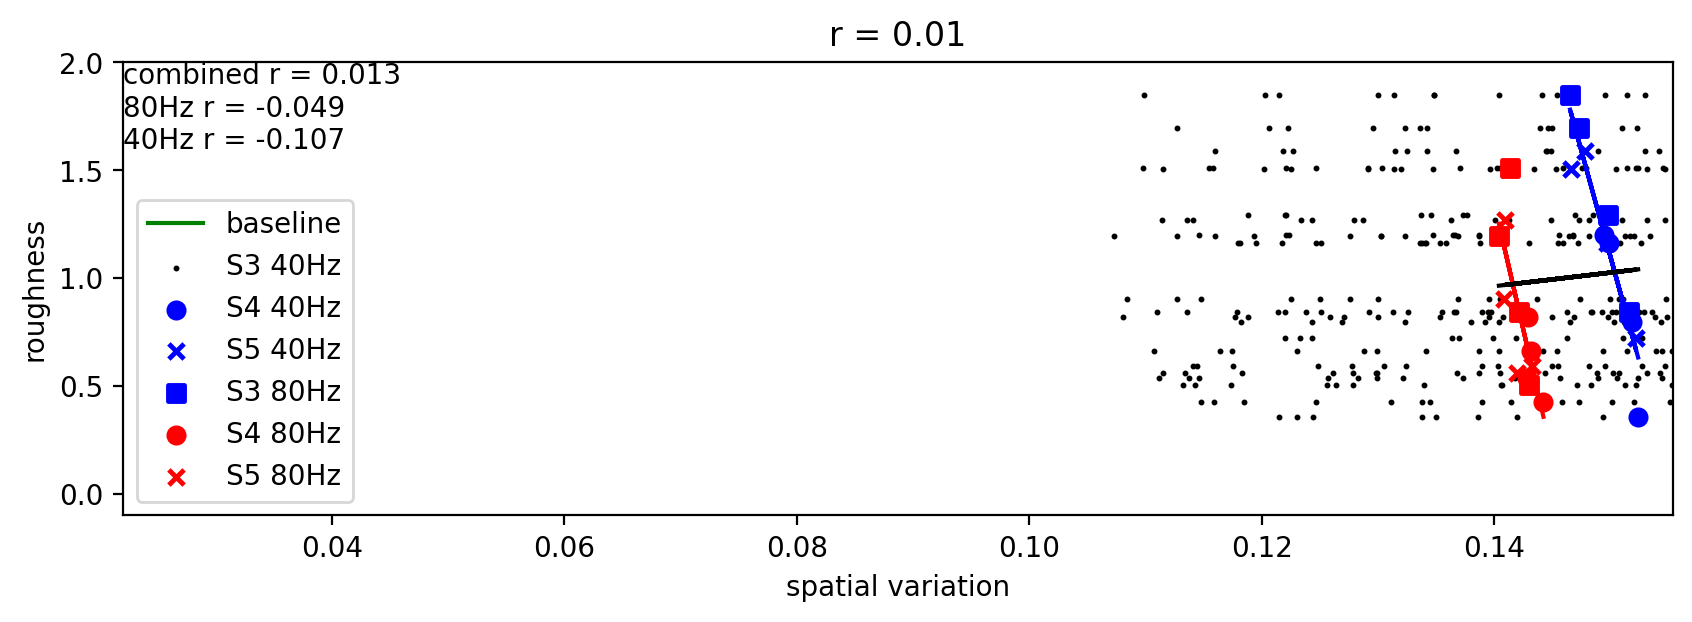 r = 0.01
combined r = 0.013
80Hz r = -0.049
40Hz r = -0.107
baseline
S3 40Hz
S4 40Hz
S5 40Hz
S3 80Hz
S4 80Hz
S5 80Hz
2.0
1.5
1.0
0.5
0.0
roughness
0.04 0.06 0.08 0.10 0.12 0.14
spatial variation